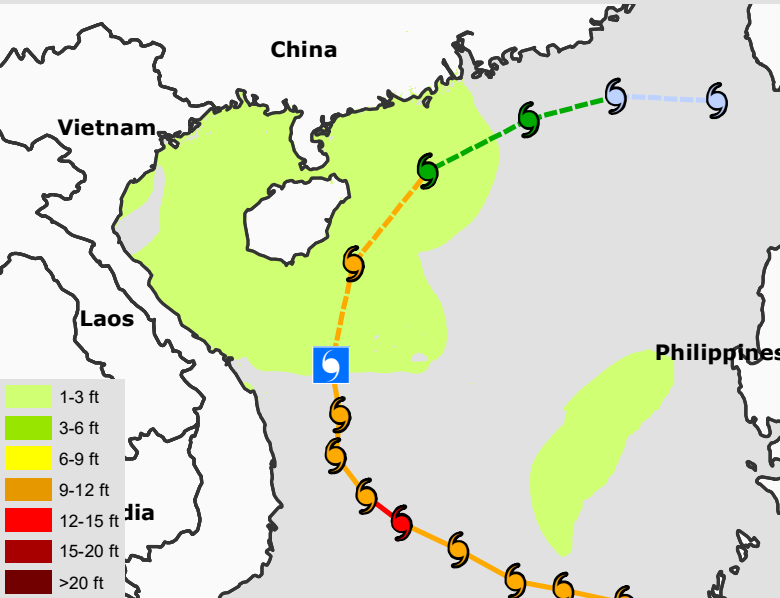 China
Vietnam
Laos
Philippines
1-3 ft
3-6 ft
6-9 ft
9-12 ft
dia
12-15 ft
15-20 ft
>20 ft